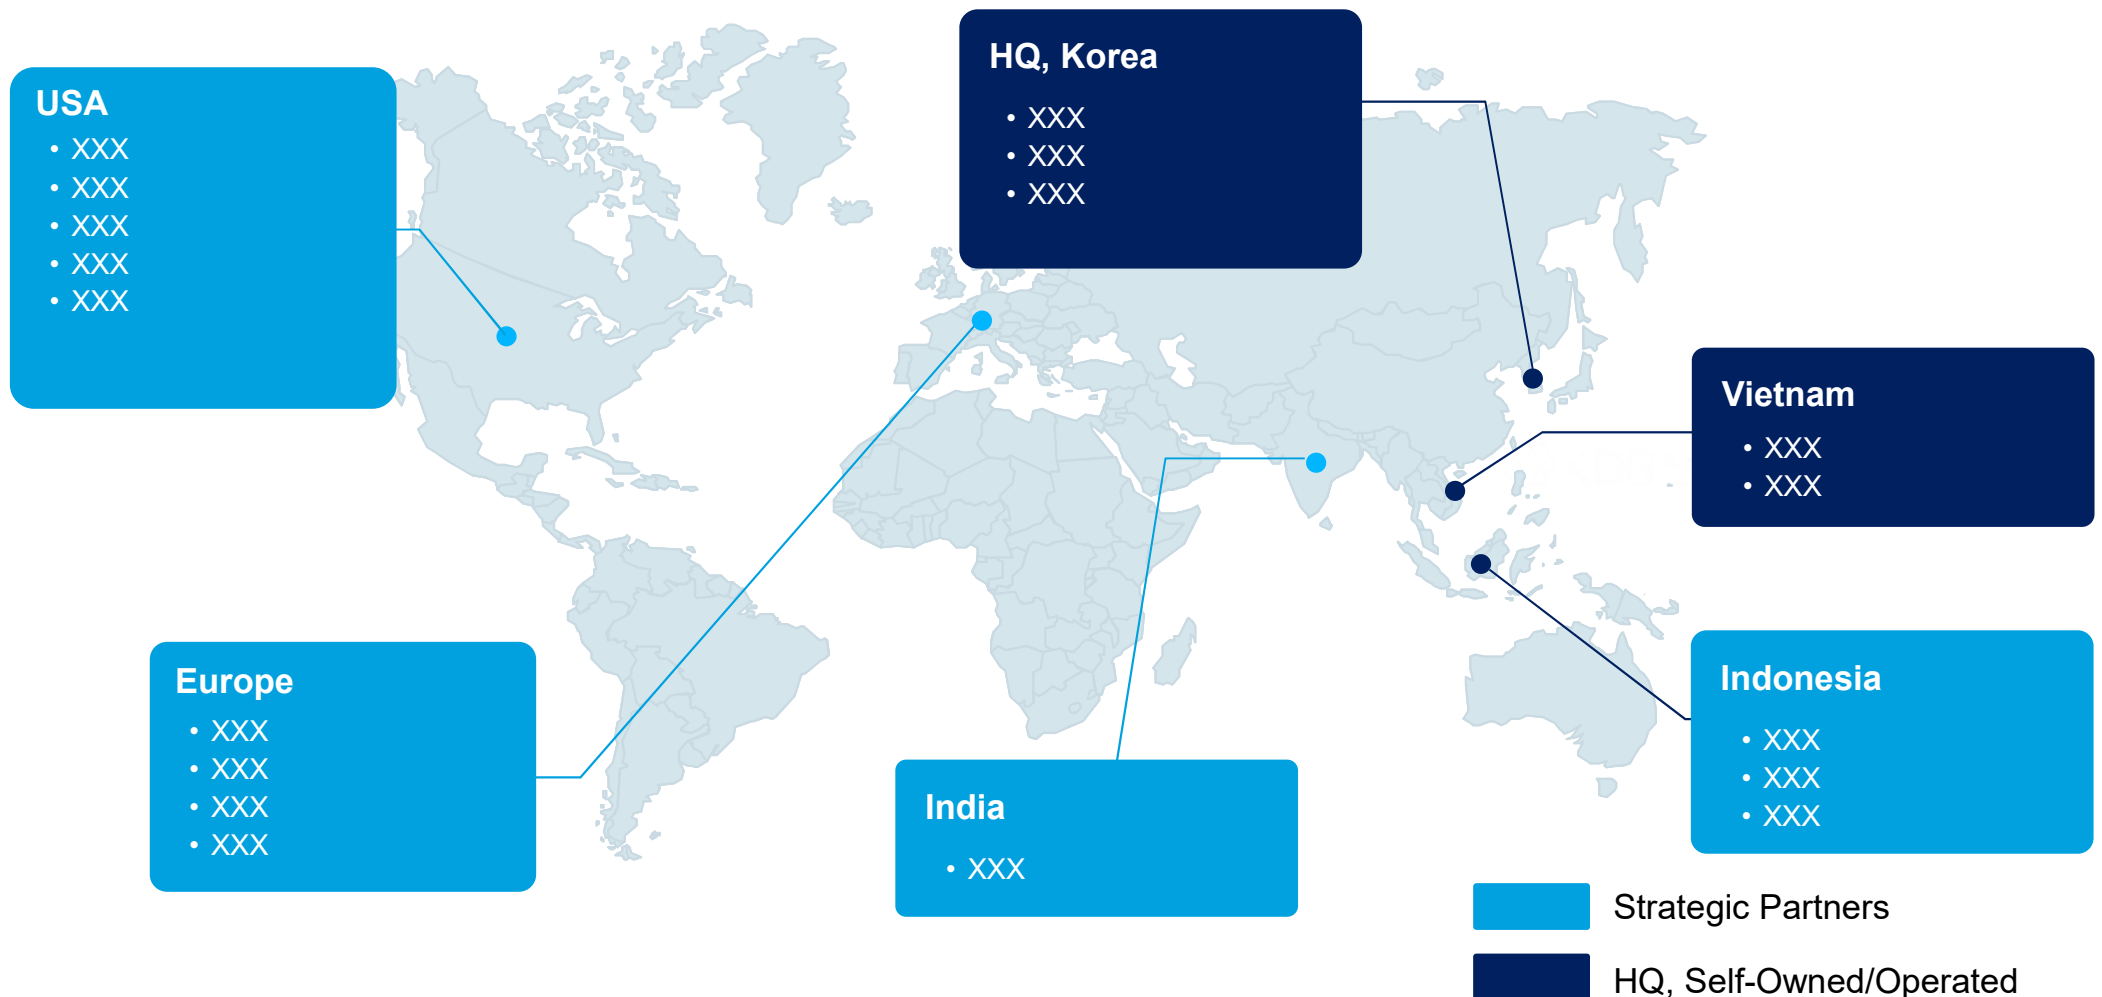 USA
• XXX
• XXX
• XXX
• XXX
• XXX
HQ, Korea
• XXX
• XXX
• XXX
Vietnam
• XXX
• XXX
Europe
• XXX
• XXX
• XXX
• XXX
India
• XXX
Indonesia
• XXX
• XXX
• XXX
Strategic Partners
HQ, Self-Owned/Operated